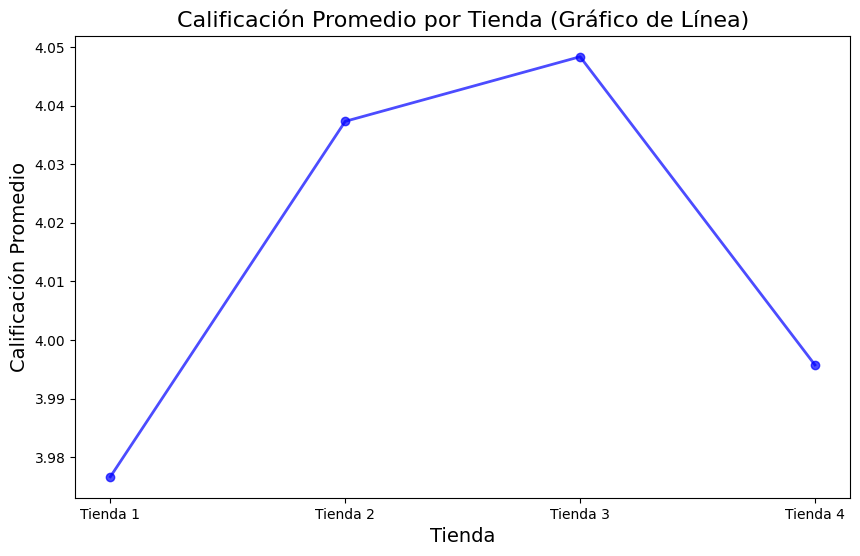 Calificación Promedio por Tienda (Gráfico de Línea)
Calificación Promedio
4.05
4.04
4.03
4.02
4.01
4.00
3.99
3.98
Tienda 1
Tienda 2
Tienda 3
Tienda 4
Tienda